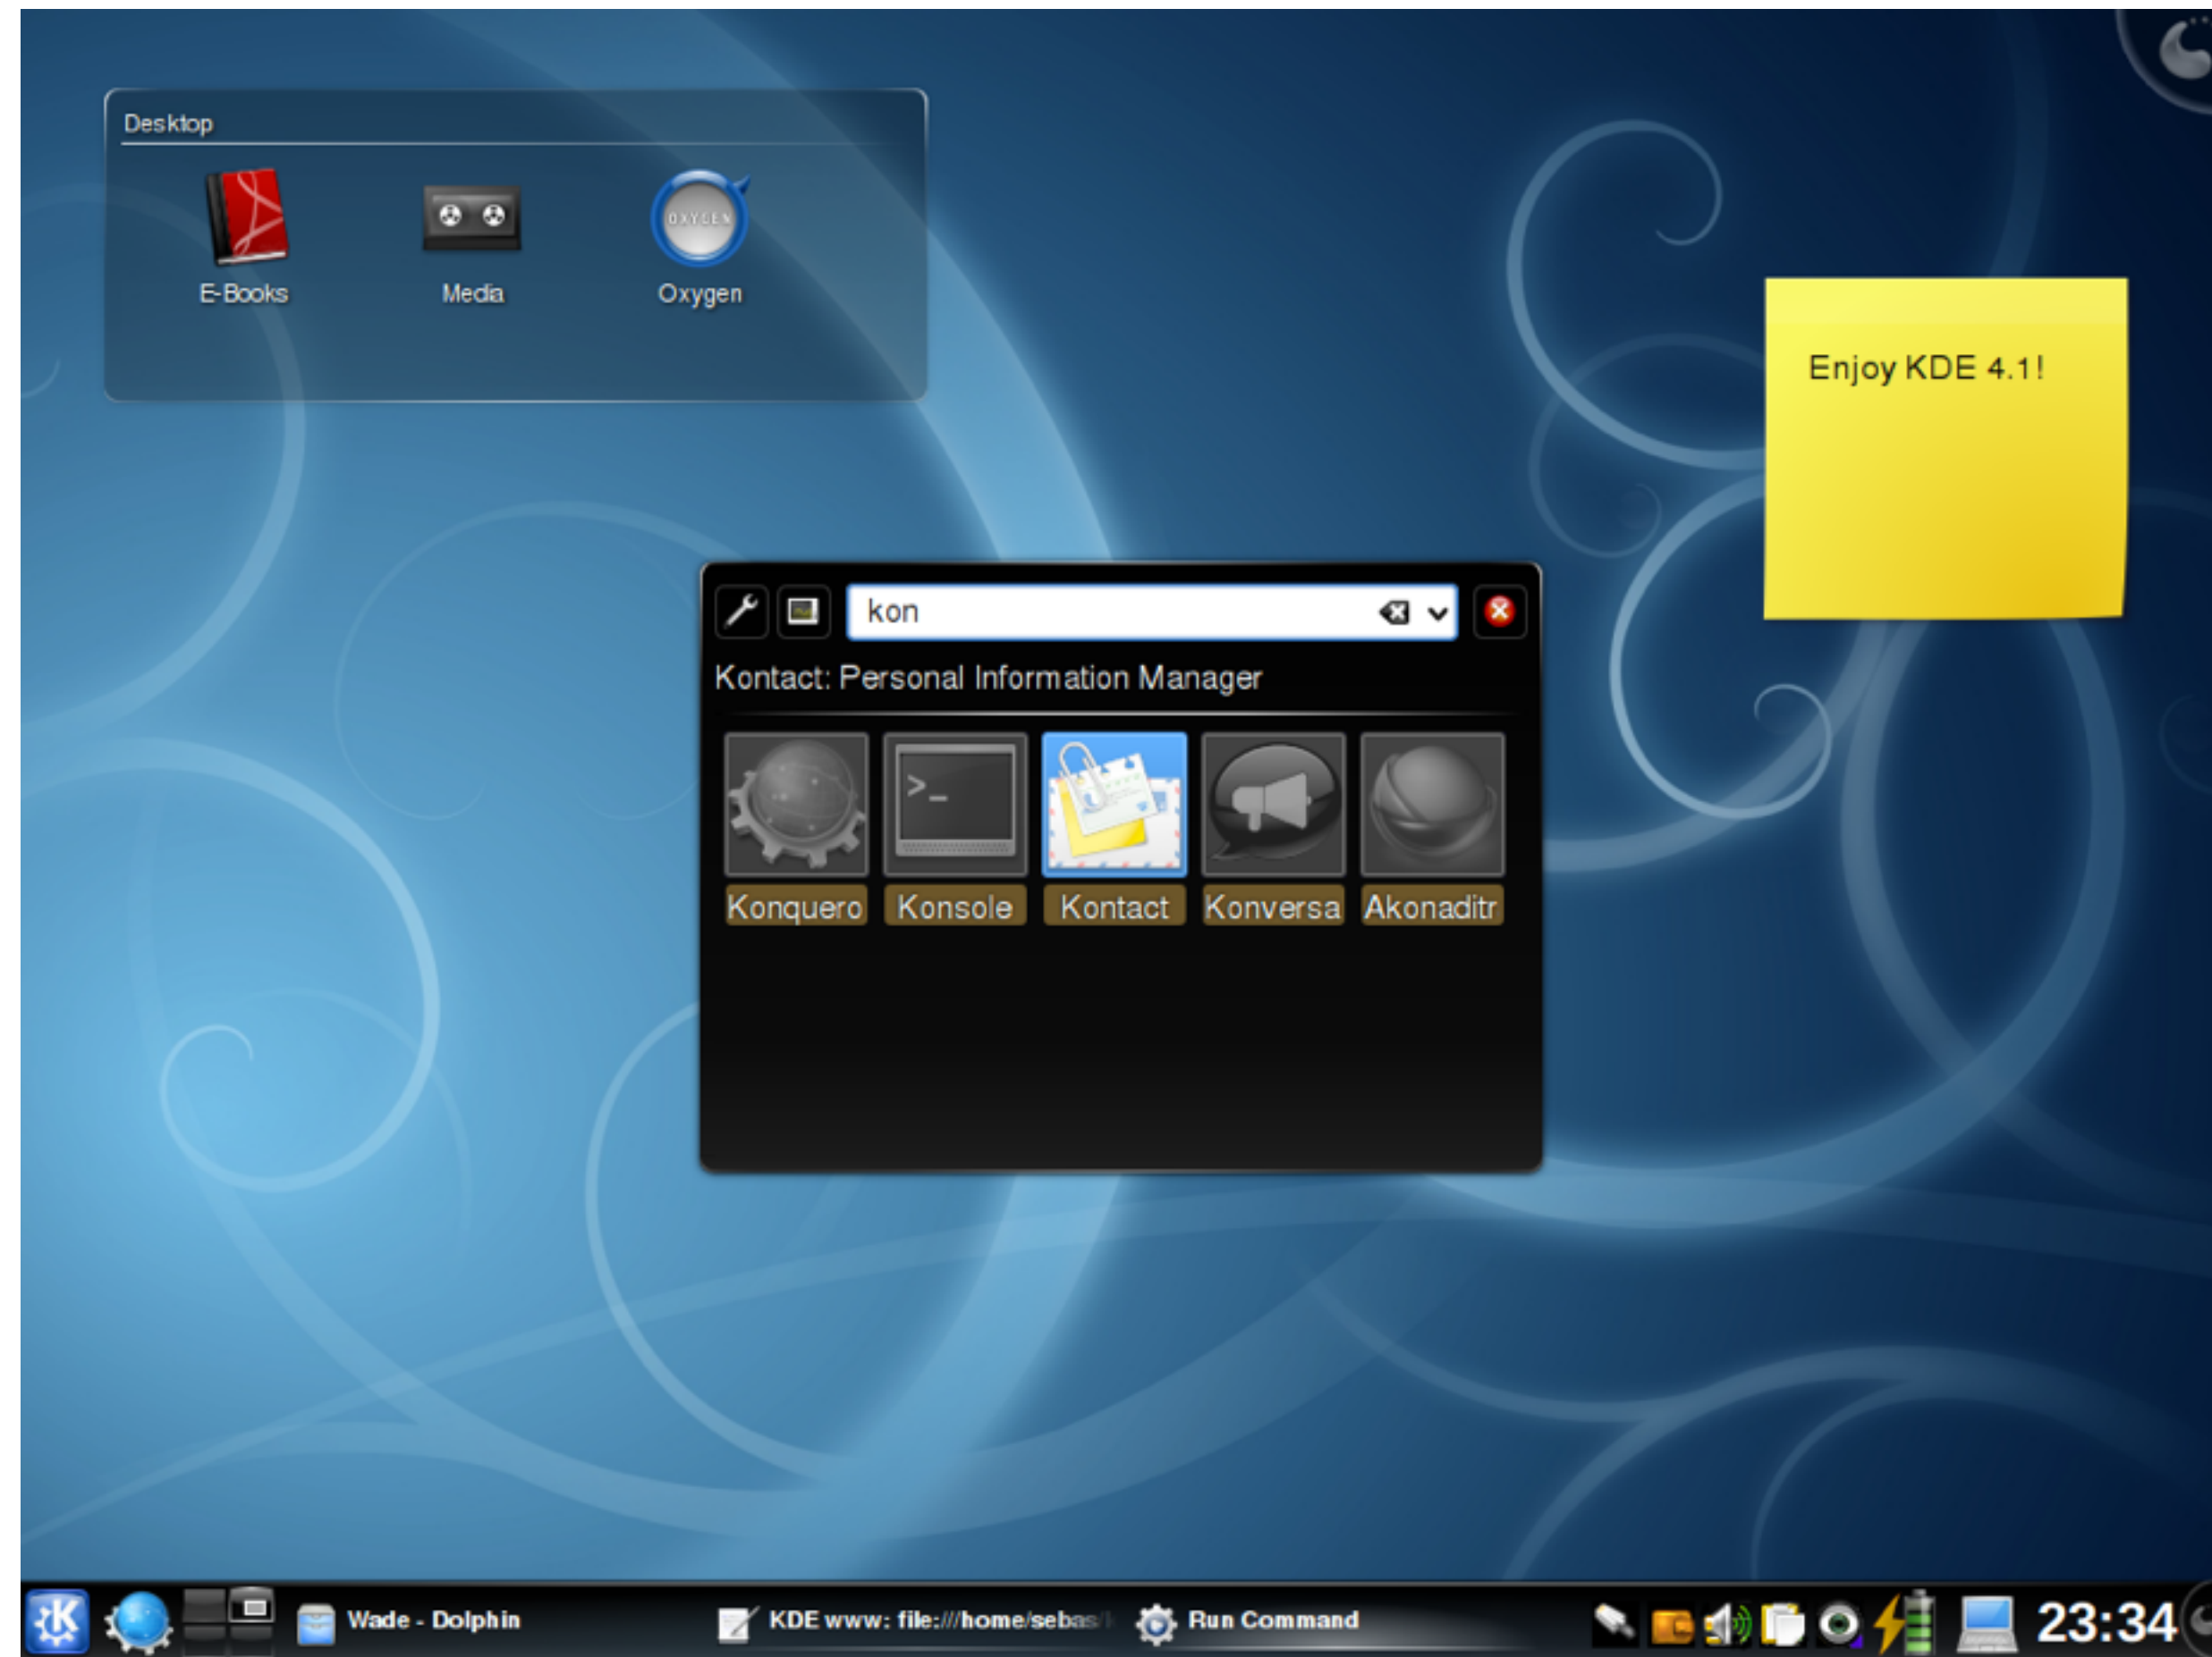 Desktop
E-Books
Media
OXYGEN
Oxygen
Enjoy KDE 4.1!
kon
Kontact: Personal Information Manager
>_
Konquero
Konsole
Kontact
Konversa
Akonaditr
Wade - Dolphin
KDE www: file:///home/sebas/
Run Command
23:34